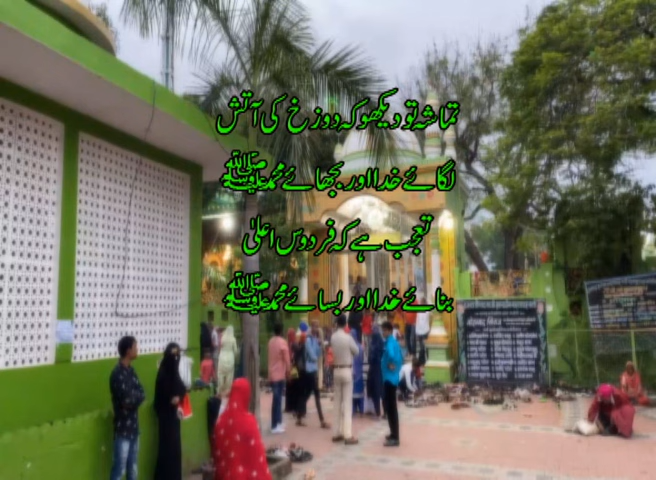 تماشہ تو دیکھو کہ دوزخ کی آتش
لگائے خدا اور بجھائے محمد ﷺ
تعجب ہے کہ فردوس اعلیٰ
بنائے خدا اور بسائے محمد ﷺ